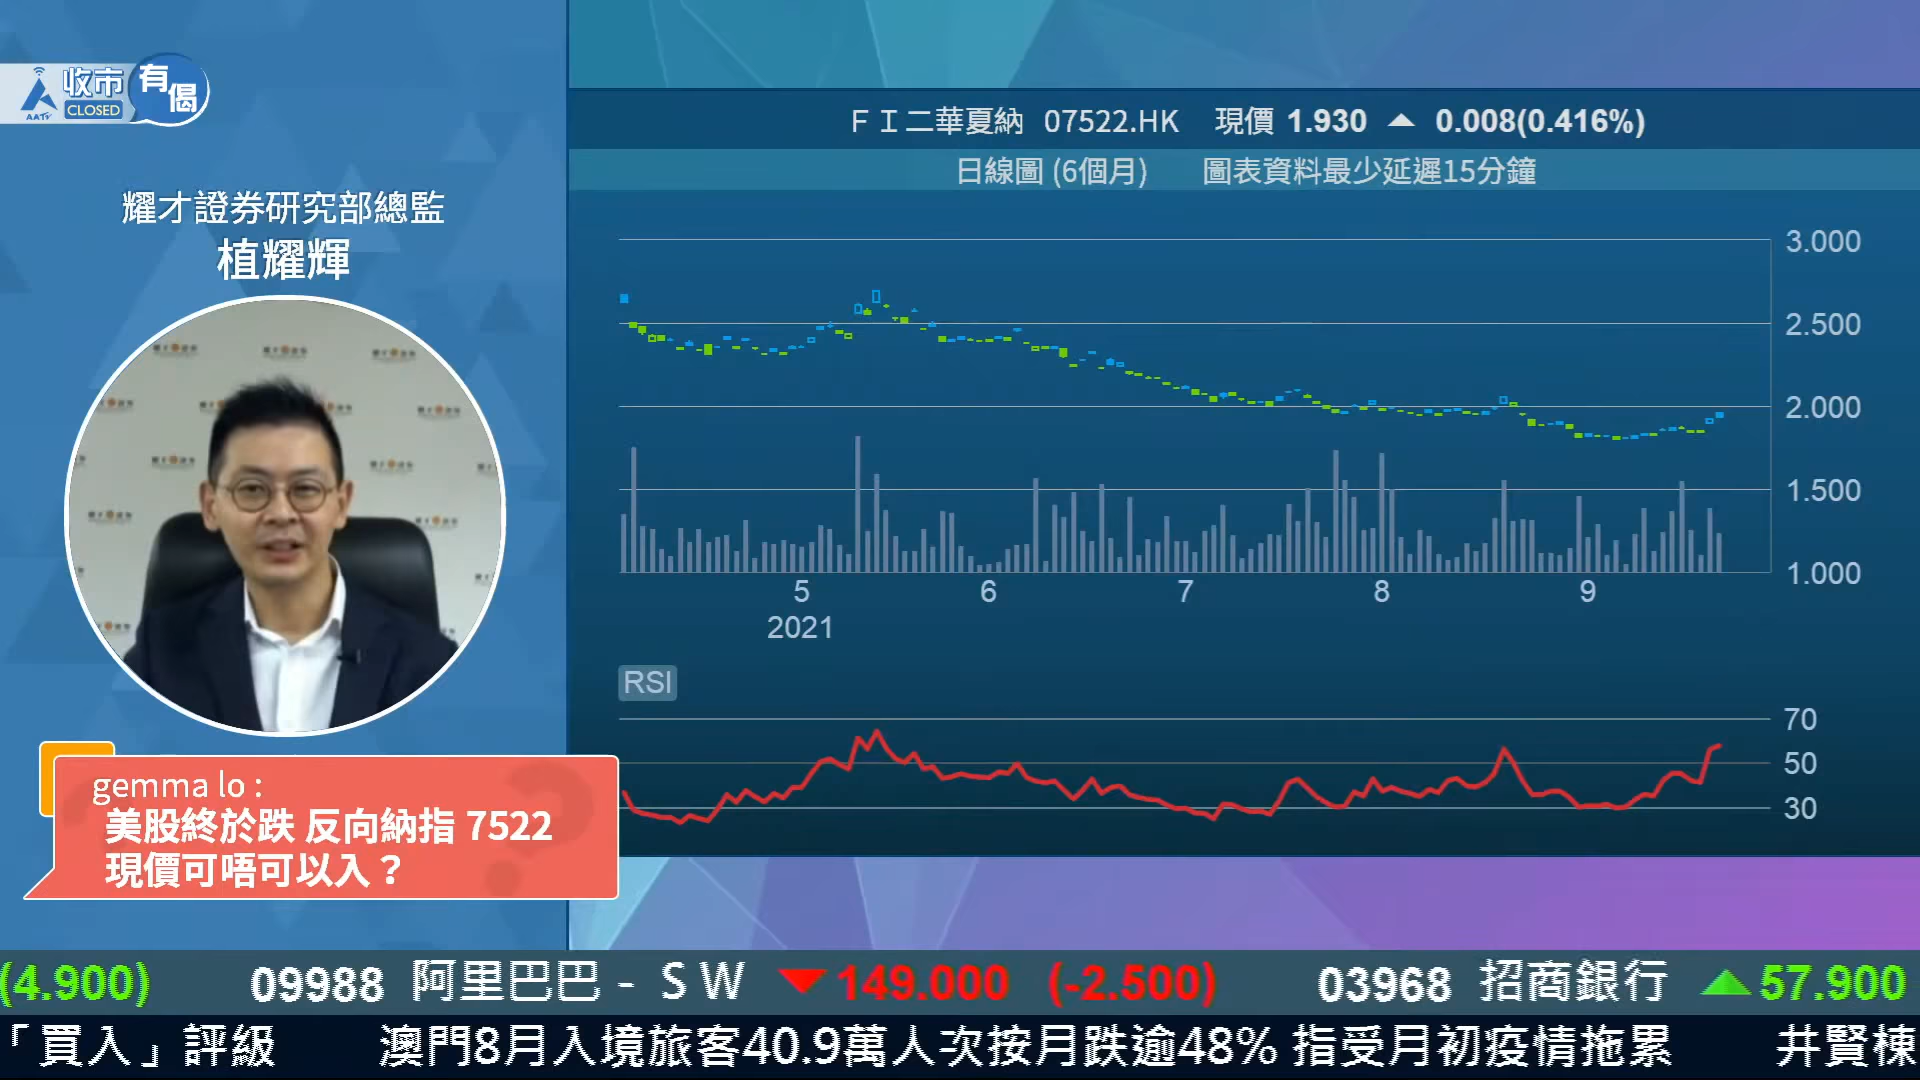 收市 有偈
CLOSED
AATV
耀才證券研究部總監
植耀輝
gemma lo :
美股終於跌 反向納指 7522
現價可唔可以入？
ＦＩ二華夏納 07522.HK 現價 1.930 0.008(0.416%)
日線圖 (6個月) 圖表資料最少延遲15分鐘
3.000
2.500
2.000
1.500
1.000
5 6 7 8 9
2021
RSI
70
50
30
(4.900) 09988 阿里巴巴－ＳＷ 149.000 (-2.500) 03968 招商銀行 57.900
「買入」評級 澳門8月入境旅客40.9萬人次按月跌逾48% 指受月初疫情拖累 井賢棟